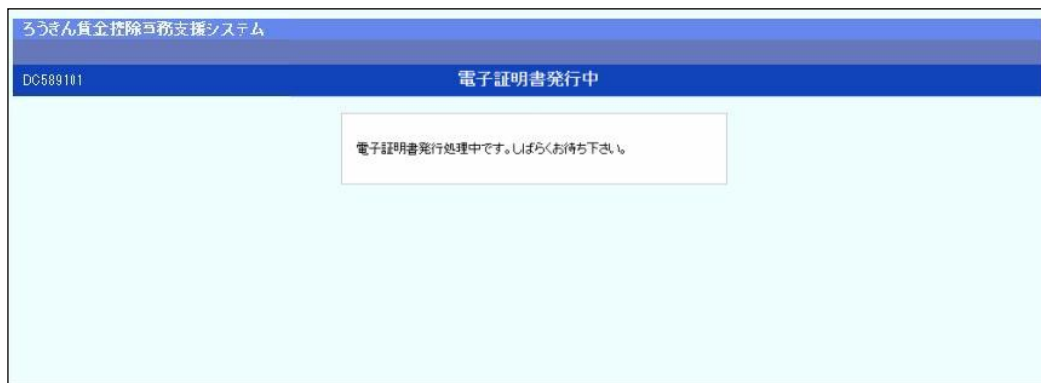 ろうきん賃金控除事務支援システム
DC589101
電子証明書発行中
電子証明書発行処理中です。しばらくお待ち下さい。